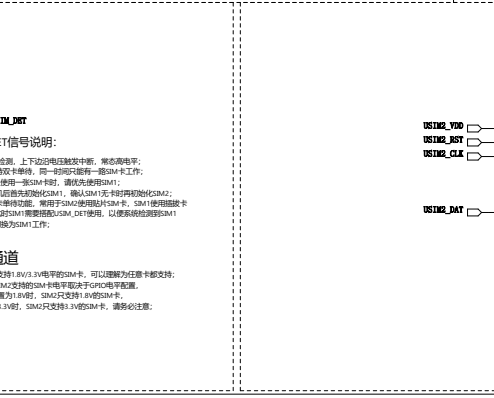 IM_DET
T信号说明:
检测，上下边沿电压触发中断，常态高电平；
持双卡单待，同一时间只能有一路SIM卡工作；
使用一张SIM卡时，请优先使用SIM1；
机后首先初始化SIM1，确认SIM1无卡时再初始化SIM2；
卡单待功能，常用于SIM2使用贴片SIM卡，SIM1使用插拔卡
此时SIM1需要搭配USIM_DET使用，以便系统检测到SIM1
切换为SIM1工作；
通道
支持1.8V/3.3V电平的SIM卡，可以理解为任意卡都支持；
IM2支持的SIM卡电平取决于GPIO电平配置，
置为1.8V时，SIM2只支持1.8V的SIM卡，
3.3V时，SIM2只支持3.3V的SIM卡，请务必注意；
USIM2_VDD
USIM2_RST
USIM2_CLK
USIM2_DAT